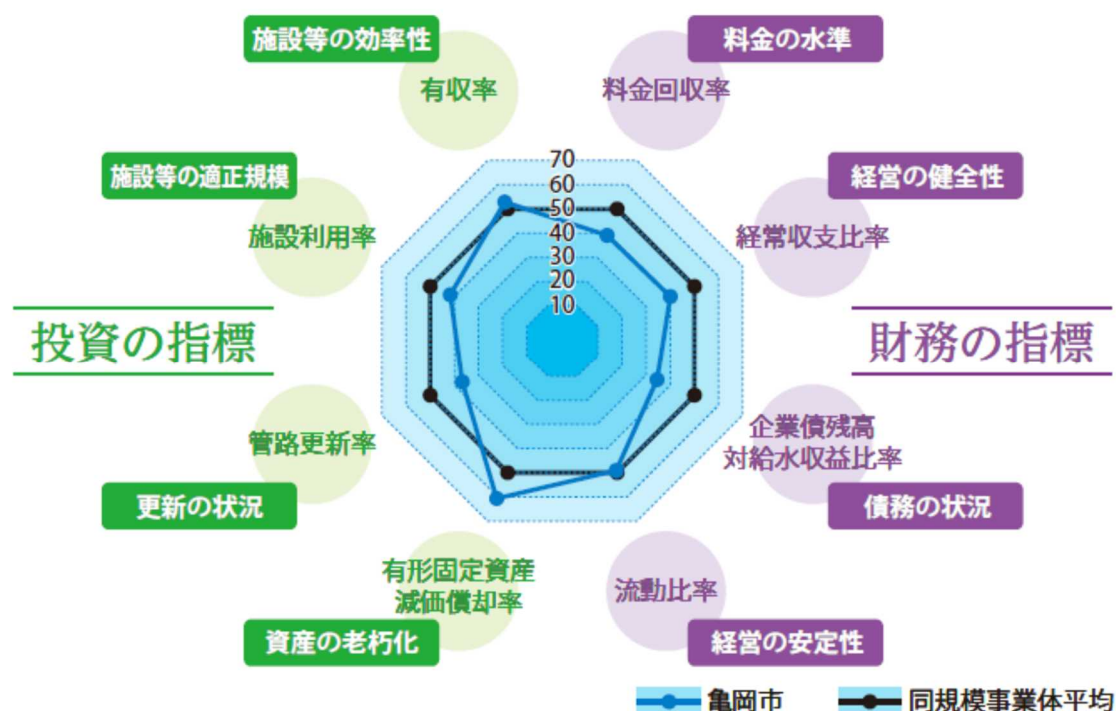 施設等の効率性
有収率
料金の水準
料金回収率
施設等の適正規模
施設利用率
経営の健全性
経常収支比率
70
60
50
40
30
20
10
投資の指標
財務の指標
管路更新率
更新の状況
企業債残高
対給水収益比率
債務の状況
有形固定資産
減価償却率
資産の老朽化
流動比率
経営の安定性
亀岡市
同規模事業体平均